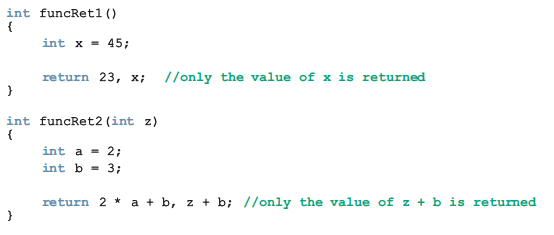 int funcRet1()
{
int x = 45;
return 23, x; //only the value of x is returned
}
int funcRet2(int z)
{
int a = 2;
int b = 3;
return 2 * a + b, z + b; //only the value of z + b is returned
}